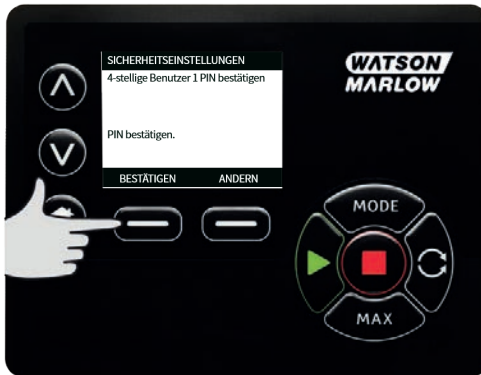 SICHERHEITSEINSTELLUNGEN
4-stellige Benutzer 1 PIN bestätigen
PIN bestätigen.
BESTÄTIGEN ANDERN
WATSON
MARLOW
MODE
MAX